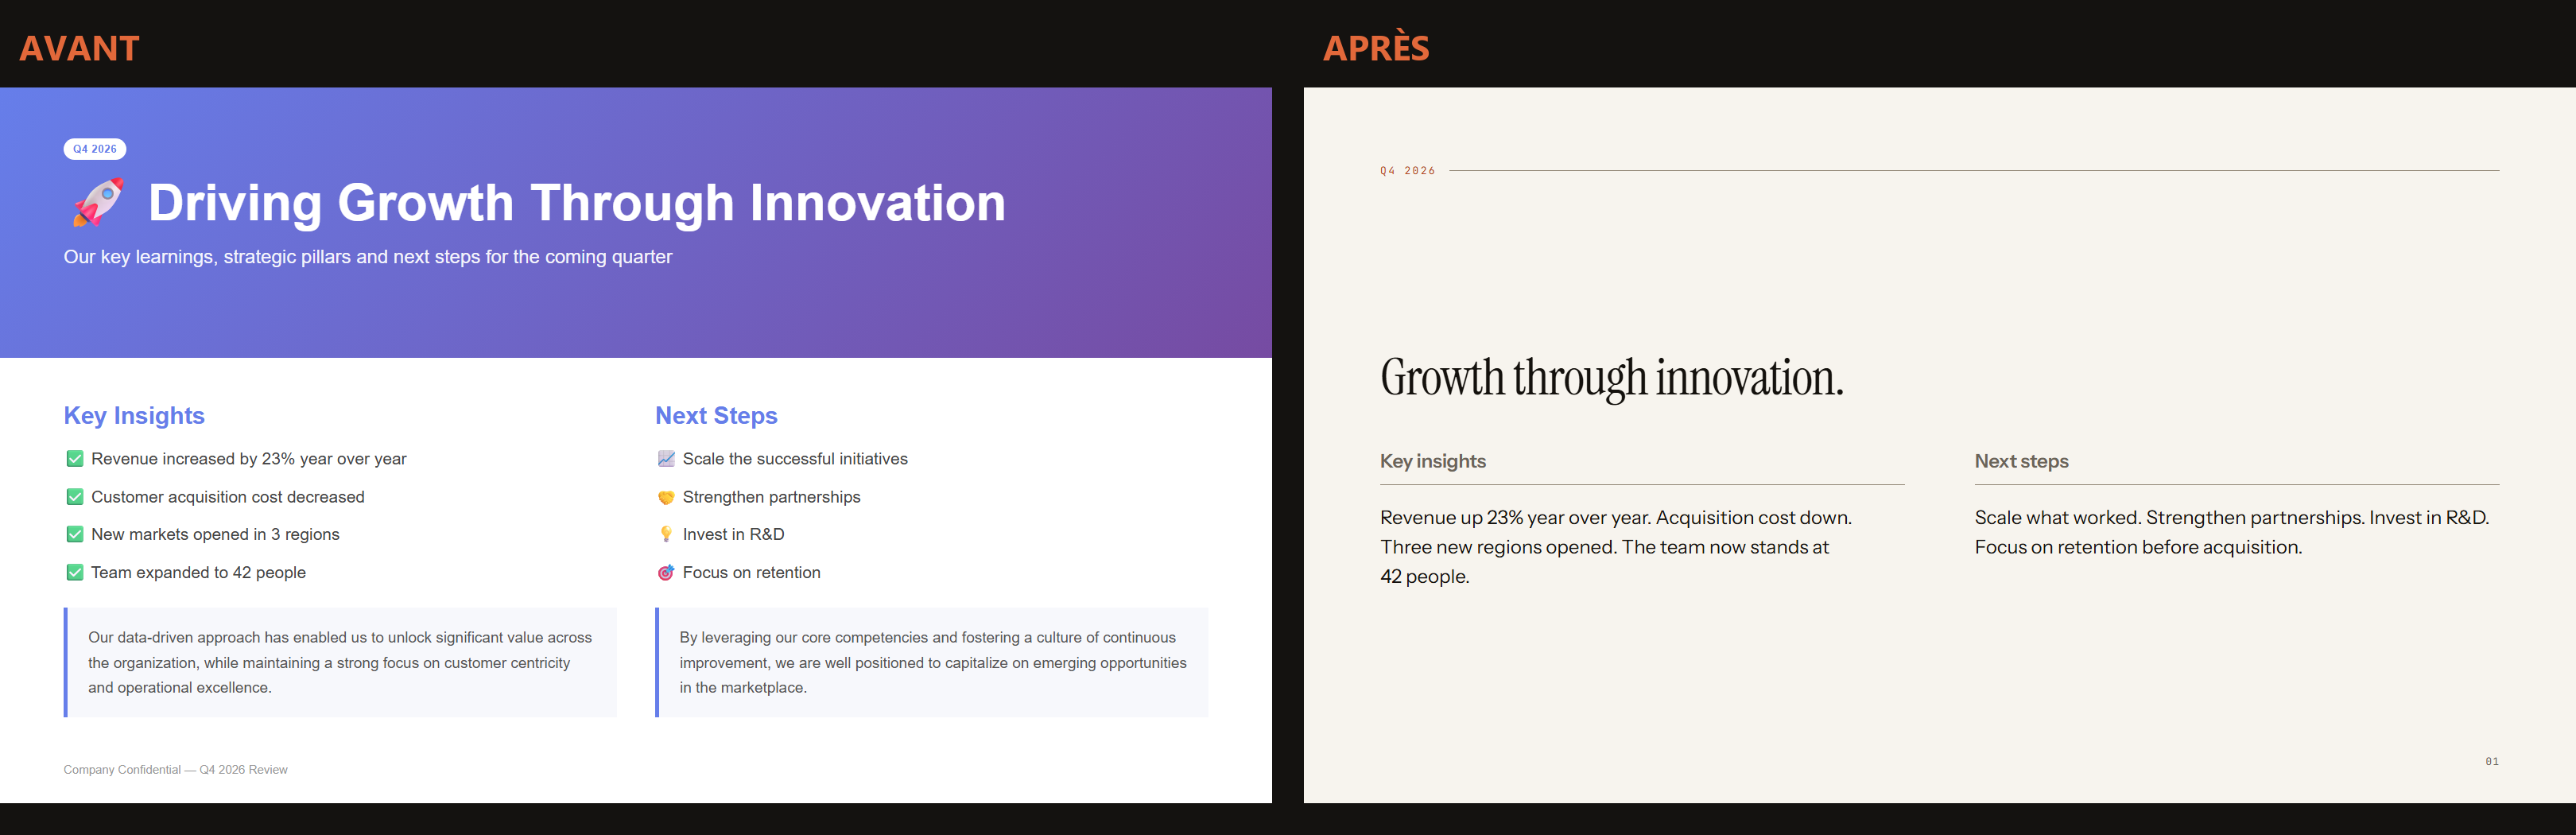 AVANT
Q4 2026
🚀 Driving Growth Through Innovation
Our key learnings, strategic pillars and next steps for the coming quarter
Key Insights
✅ Revenue increased by 23% year over year
✅ Customer acquisition cost decreased
✅ New markets opened in 3 regions
✅ Team expanded to 42 people
Our data-driven approach has enabled us to unlock significant value across
the organization, while maintaining a strong focus on customer centricity
and operational excellence.
Next Steps
📈 Scale the successful initiatives
🤝 Strengthen partnerships
💡 Invest in R&D
🎯 Focus on retention
By leveraging our core competencies and fostering a culture of continuous
improvement, we are well positioned to capitalize on emerging opportunities
in the marketplace.
Company Confidential — Q4 2026 Review
APRÈS
Q4 2026
Growth through innovation.
Key insights
Revenue up 23% year over year. Acquisition cost down.
Three new regions opened. The team now stands at
42 people.
Next steps
Scale what worked. Strengthen partnerships. Invest in R&D.
Focus on retention before acquisition.
01